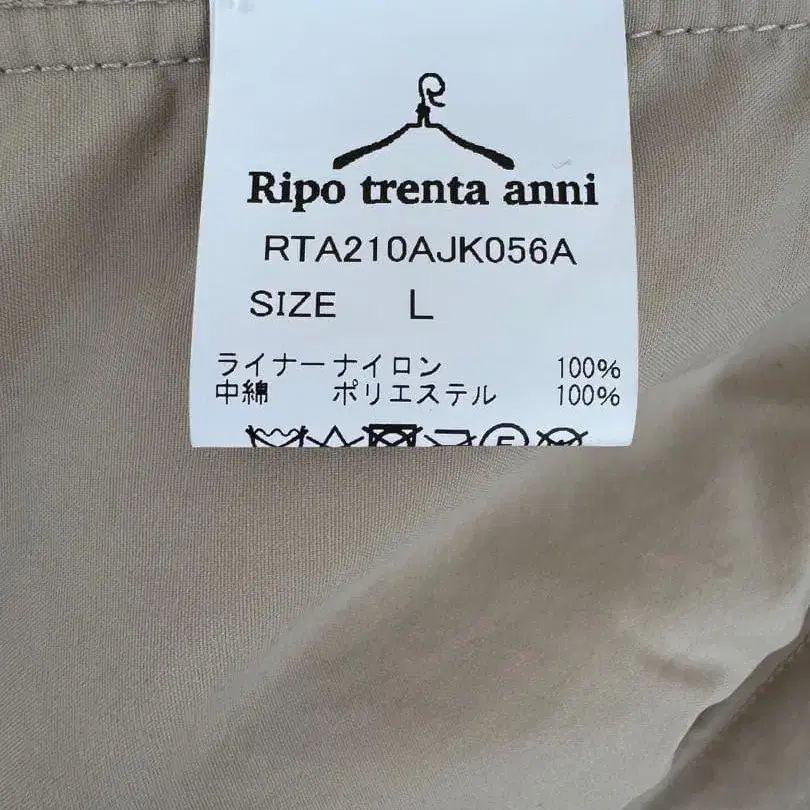 Ripo trenta anni
RTA210AJK056A
SIZE L
ライナー ナイロン 100%
中綿 ポリエステル 100%